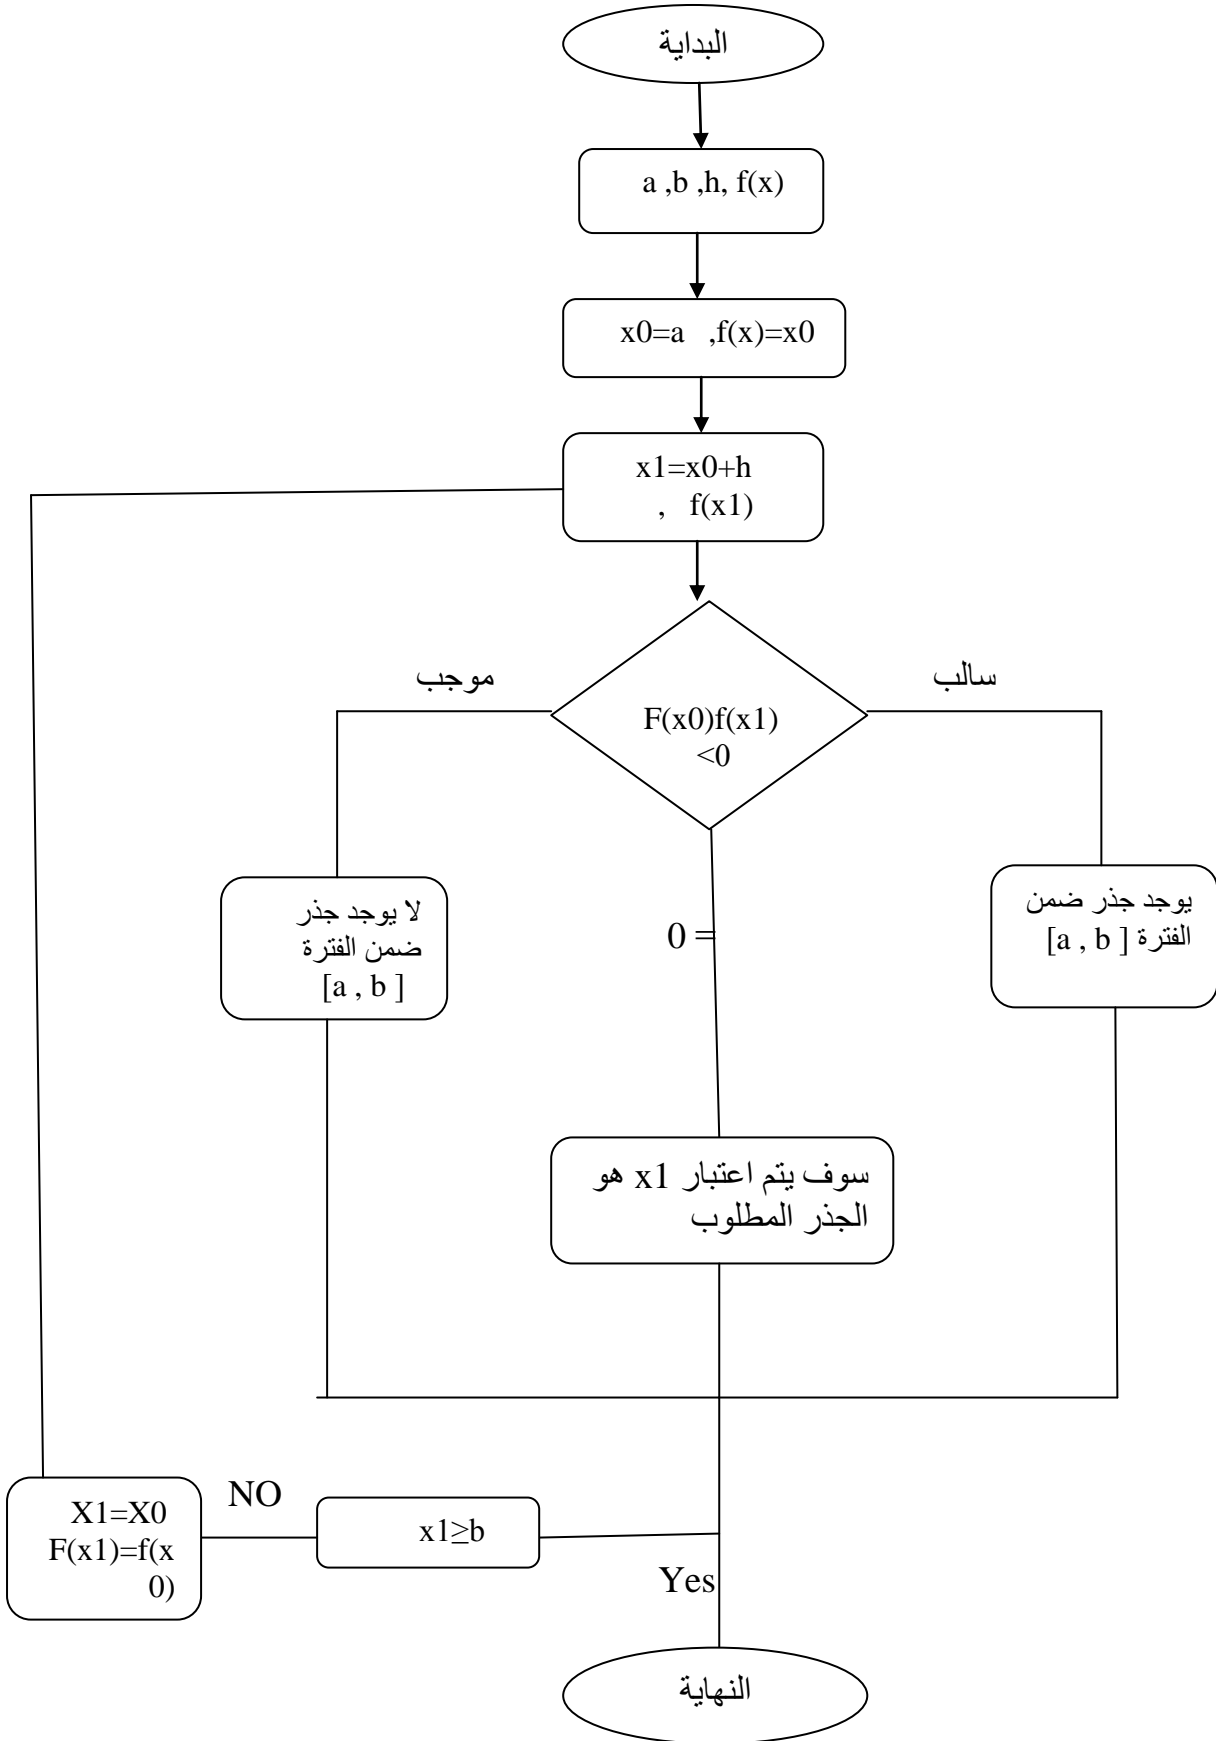 البداية
a ,b ,h, f(x)
x0=a ,f(x)=x0
x1=x0+h
, f(x1)
موجب
سالب
F(x0)f(x1)
<0
لا يوجد جذر
ضمن الفترة
[a , b ]
0 =
يوجد جذر ضمن
الفترة [ a , b]
سوف يتم اعتبار x1 هو
الجذر المطلوب
X1=X0
F(x1)=f(x
0)
NO
x1≥b
Yes
النهاية